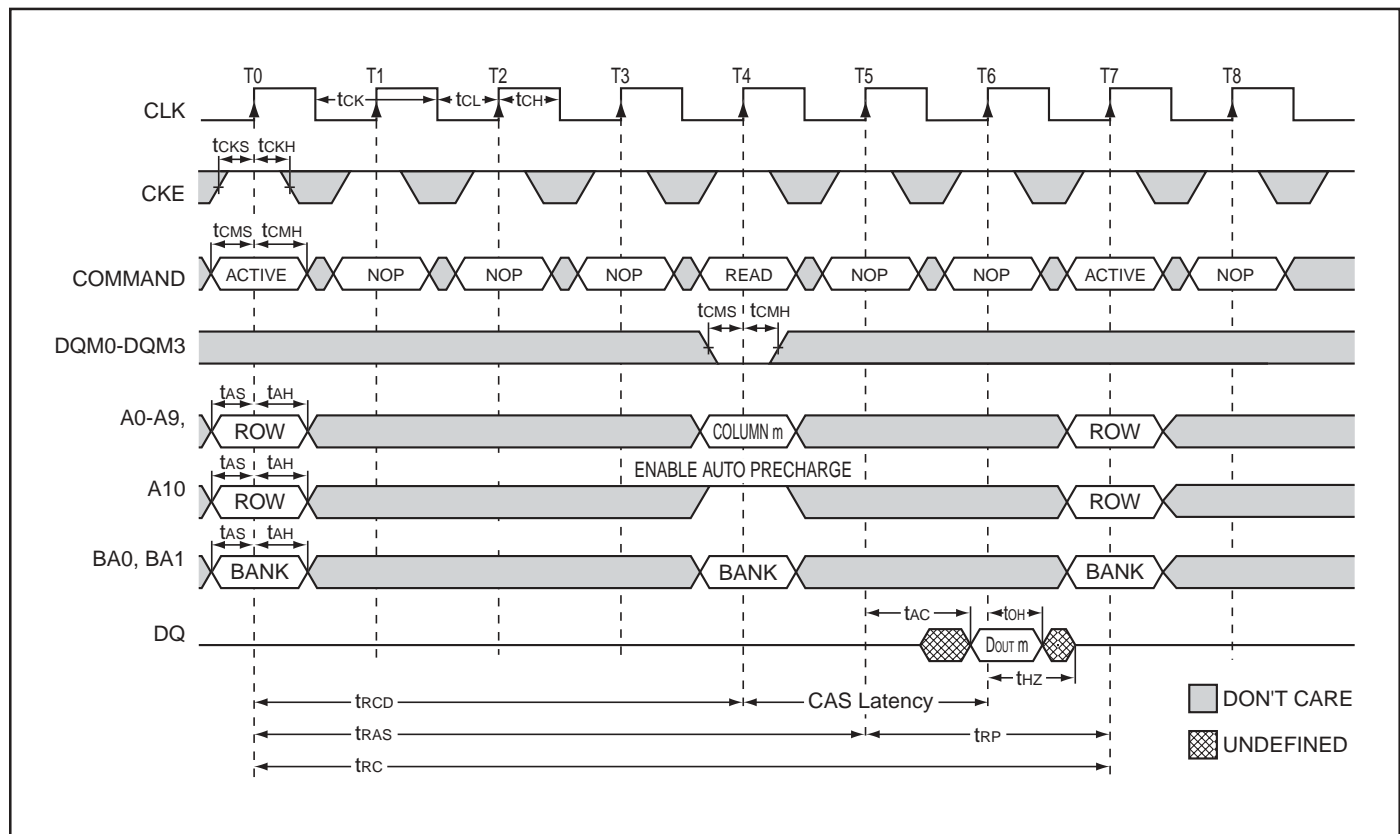 T0 T1 T2 T3 T4 T5 T6 T7 T8
CLK
tCK tCL tCH
tCKS tCKH
CKE
tCMS tCMH
COMMAND ACTIVE NOP NOP NOP READ NOP NOP ACTIVE NOP
tCMS tCMH
DQM0-DQM3
tAS tAH
A0-A9, ROW COLUMN m ROW
tAS tAH
ENABLE AUTO PRECHARGE
A10 ROW ROW
tAS tAH
BA0, BA1 BANK BANK BANK
tAC tOH
DQ DOUT m
tHZ
tRCD CAS Latency
DON'T CARE
tRAS tRP
UNDEFINED
tRC